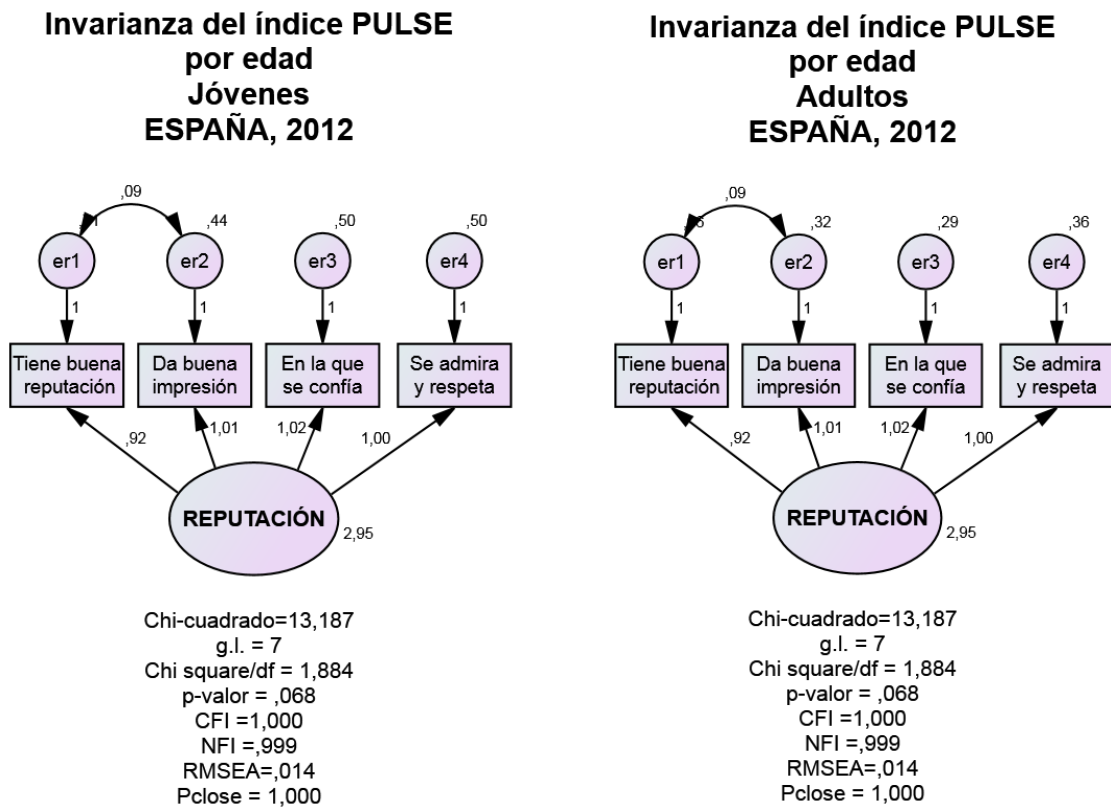 Invarianza del índice PULSE
por edad
Jóvenes
ESPAÑA, 2012
,09
,44
,50
,50
er1
er2
er3
er4
1
1
1
1
Tiene buena
reputación
Da buena
impresión
En la que
se confía
Se admira
y respeta
,92
1,01
1,02
1,00
REPUTACIÓN
2,95
Chi-cuadrado=13,187
g.l. = 7
Chi square/df = 1,884
p-valor = ,068
CFI =1,000
NFI =,999
RMSEA=,014
Pclose = 1,000
Invarianza del índice PULSE
por edad
Adultos
ESPAÑA, 2012
,09
,32
,29
,36
er1
er2
er3
er4
1
1
1
1
Tiene buena
reputación
Da buena
impresión
En la que
se confía
Se admira
y respeta
,92
1,01
1,02
1,00
REPUTACIÓN
2,95
Chi-cuadrado=13,187
g.l. = 7
Chi square/df = 1,884
p-valor = ,068
CFI =1,000
NFI =,999
RMSEA=,014
Pclose = 1,000